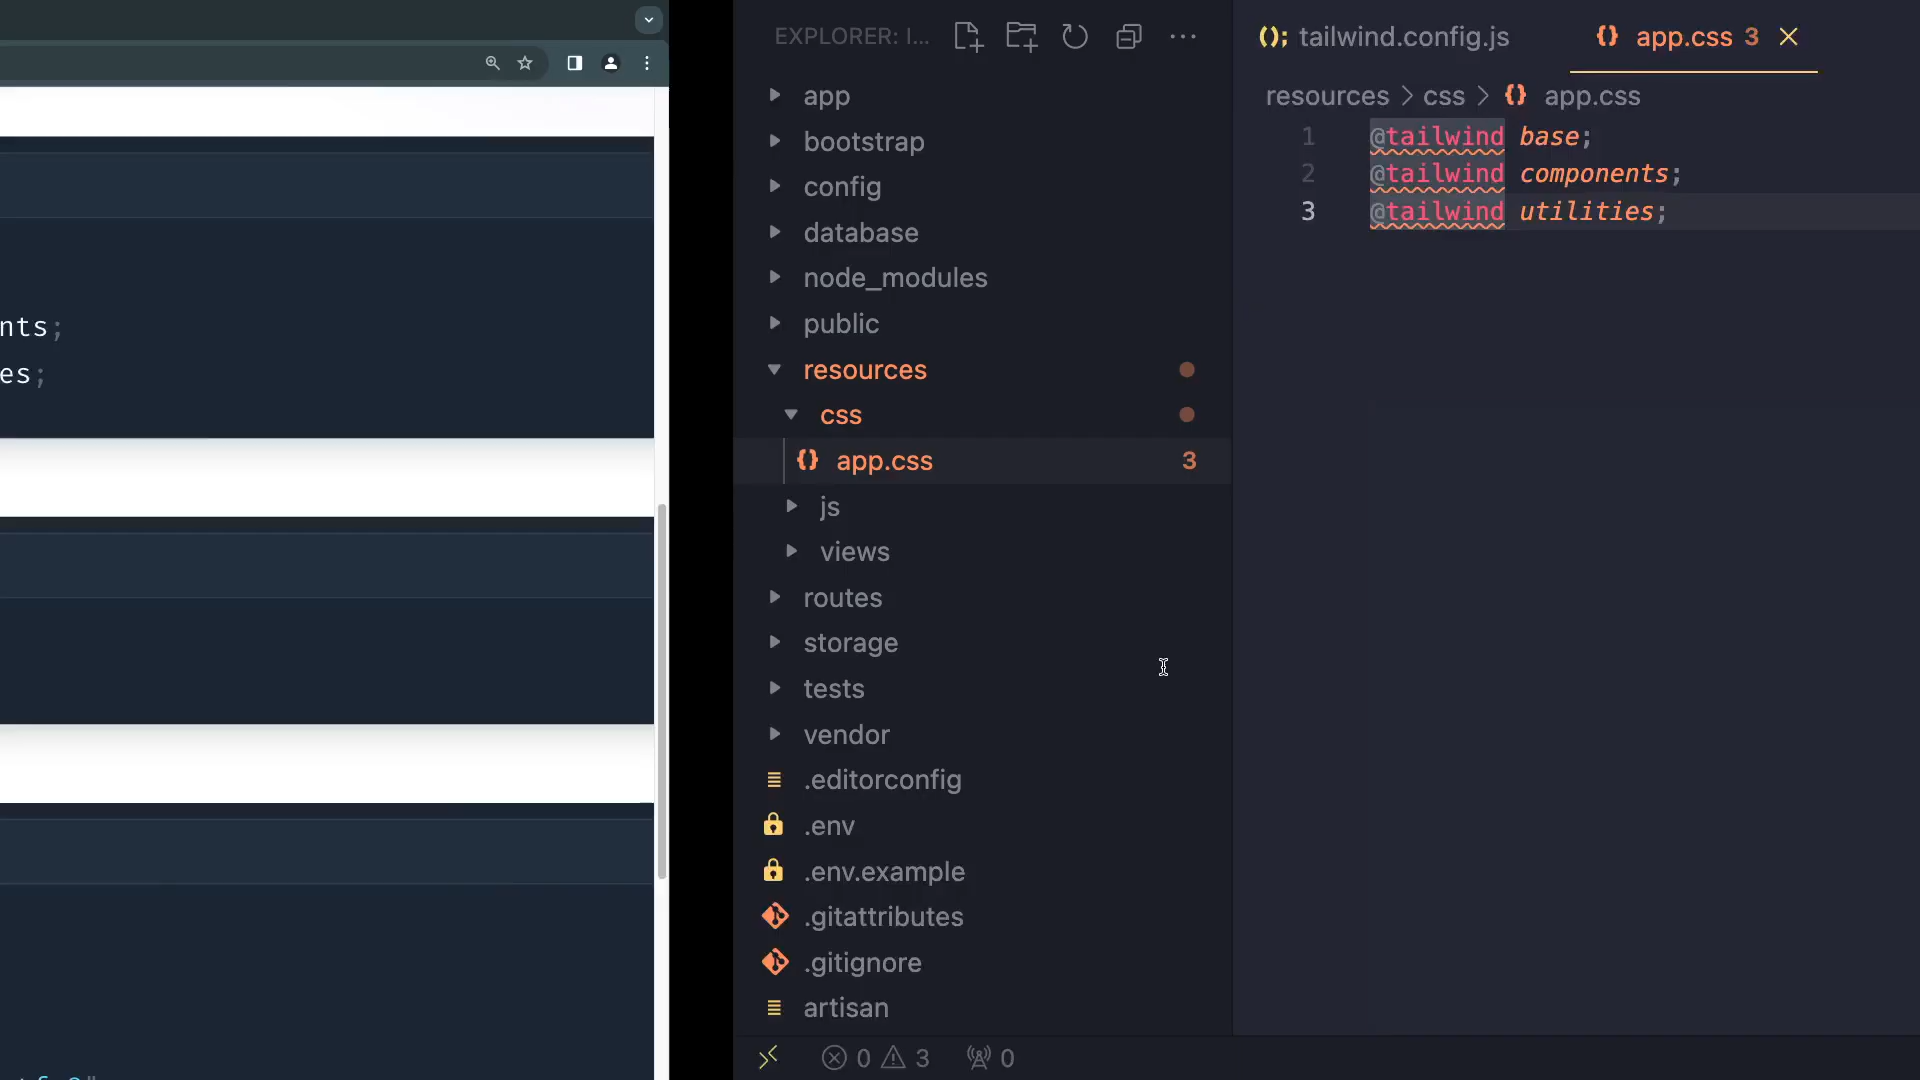 nts;
es;
EXPLORER: I...
app
bootstrap
config
database
node_modules
public
resources
css
app.css 3
js
views
routes
storage
tests
vendor
.editorconfig
.env
.env.example
.gitattributes
.gitignore
artisan
0 3 0
tailwind.config.js
app.css 3
resources > css > app.css
1 @tailwind base;
2 @tailwind components;
3 @tailwind utilities;